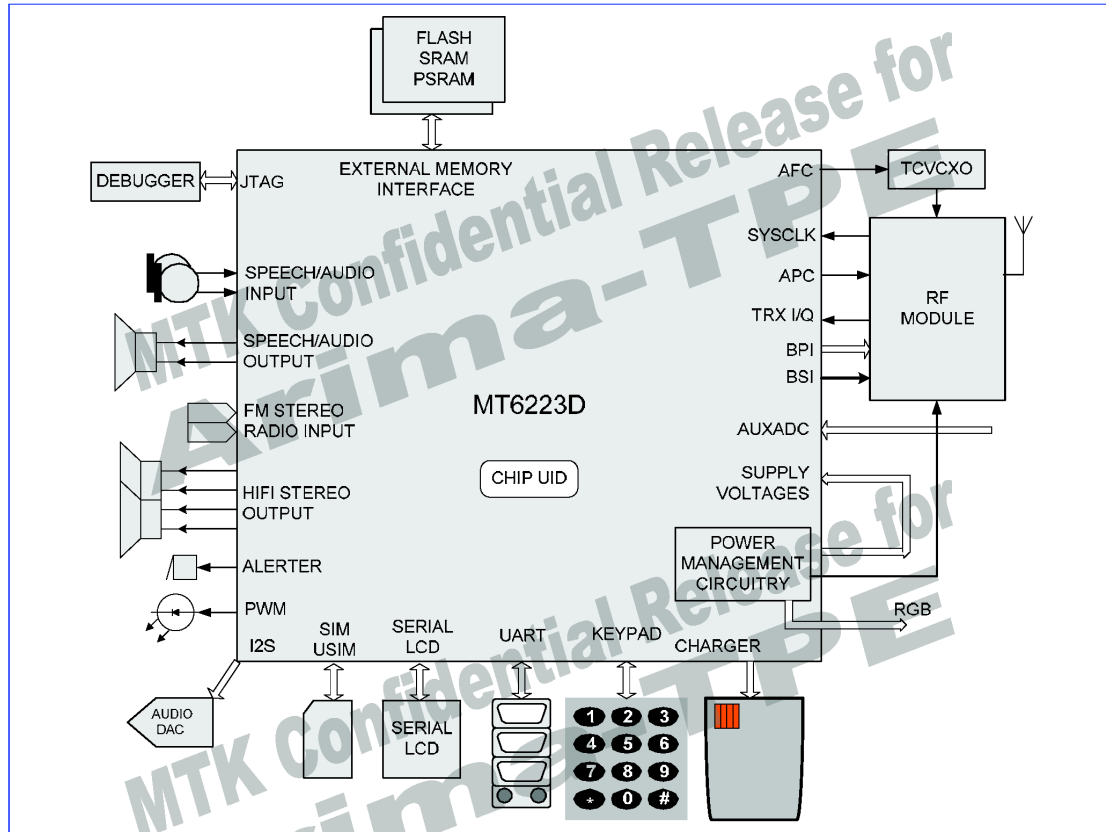 FLASH
SRAM
PSRAM
EXTERNAL MEMORY
INTERFACE
DEBUGGER
JTAG
AFC
TCVCXO
SYSCLK
SPEECH/AUDIO
INPUT
APC
RF
MODULE
TRX I/Q
SPEECH/AUDIO
OUTPUT
BPI
BSI
MT6223D
FM STEREO
RADIO INPUT
AUXADC
CHIP UID
SUPPLY
VOLTAGES
HIFI STEREO
OUTPUT
POWER
MANAGEMENT
CIRCUITRY
ALERTER
PWM
RGB
I2S
SIM
USIM
SERIAL
LCD
UART
KEYPAD
CHARGER
AUDIO
DAC
SERIAL
LCD
1 2 3
4 5 6
7 8 9
* 0 #
MTK Confidential Release for
Arima-TPE
MTK Confidential Release for
Arima-TPE